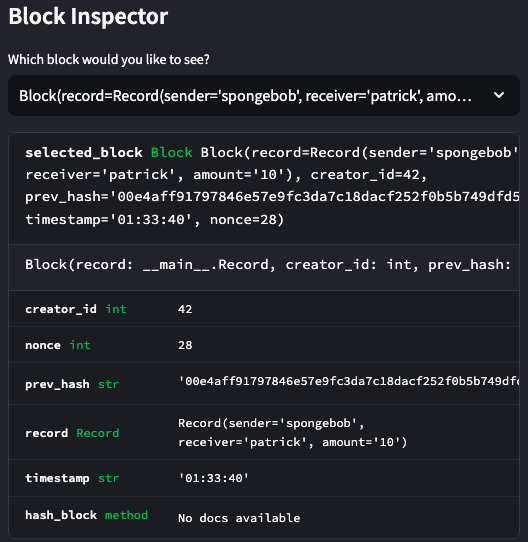 Block Inspector
Which block would you like to see?
Block(record=Record(sender='spongebob', receiver='patrick', amo...
selected_block Block Block(record=Record(sender='spongebob'
receiver='patrick', amount='10'), creator_id=42,
prev_hash='00e4aff91797846e57e9fc3da7c18dacf252f0b5b749dfd5
timestamp='01:33:40', nonce=28)
Block(record: __main__.Record, creator_id: int, prev_hash:
creator_id int 42
nonce int 28
prev_hash str '00e4aff91797846e57e9fc3da7c18dacf252f0b5b749dfd
record Record Record(sender='spongebob',
receiver='patrick', amount='10')
timestamp str '01:33:40'
hash_block method No docs available